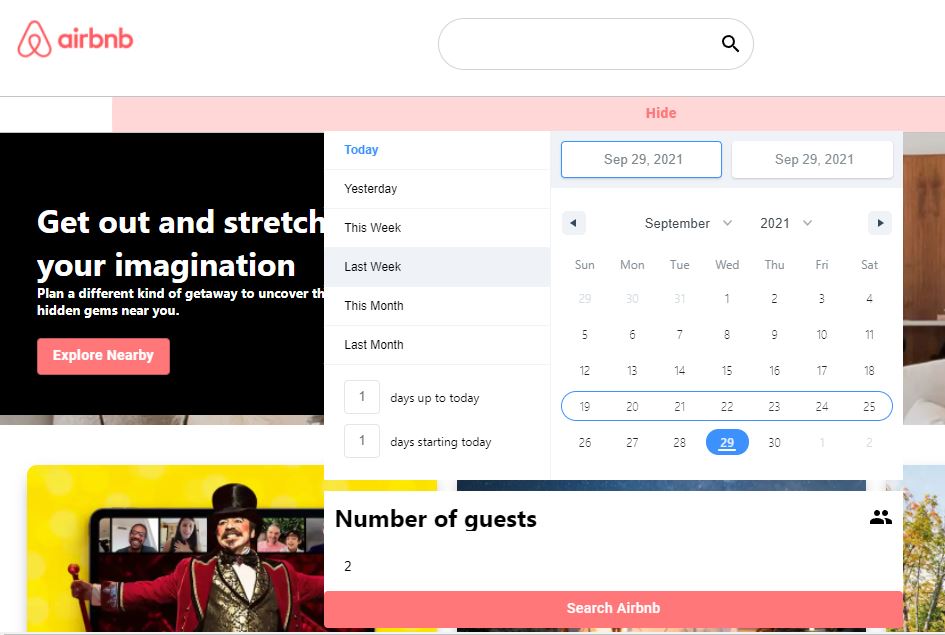 airbnb
Hide
Get out and stretch
your imagination
Plan a different kind of getaway to uncover th
hidden gems near you.
Explore Nearby
Today
Yesterday
This Week
Last Week
This Month
Last Month
1 days up to today
1 days starting today
Sep 29, 2021 Sep 29, 2021
September 2021
Sun Mon Tue Wed Thu Fri Sat
29 30 31 1 2 3 4
5 6 7 8 9 10 11
12 13 14 15 16 17 18
19 20 21 22 23 24 25
26 27 28 29 30 1 2
Number of guests
2
Search Airbnb